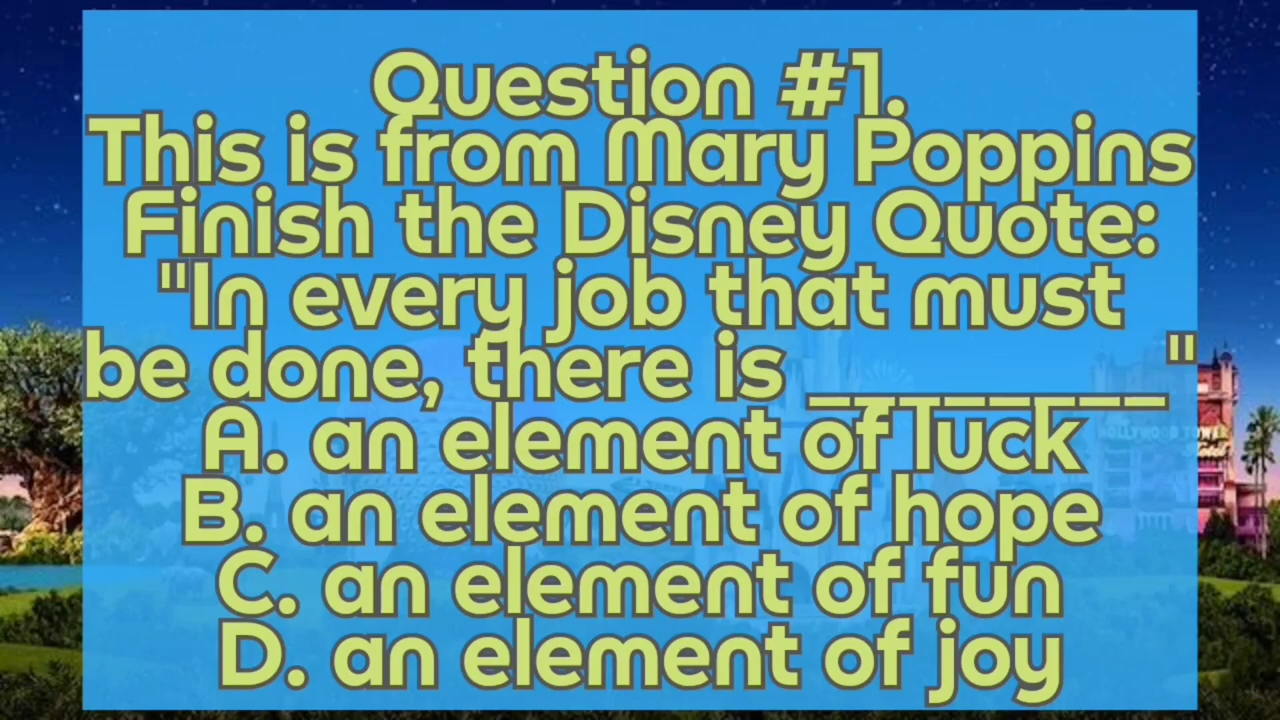 Question #1.
This is from Mary Poppins
Finish the Disney Quote:
"In every job that must
be done, there is ________ "
A. an element of luck
B. an element of hope
C. an element of fun
D. an element of joy